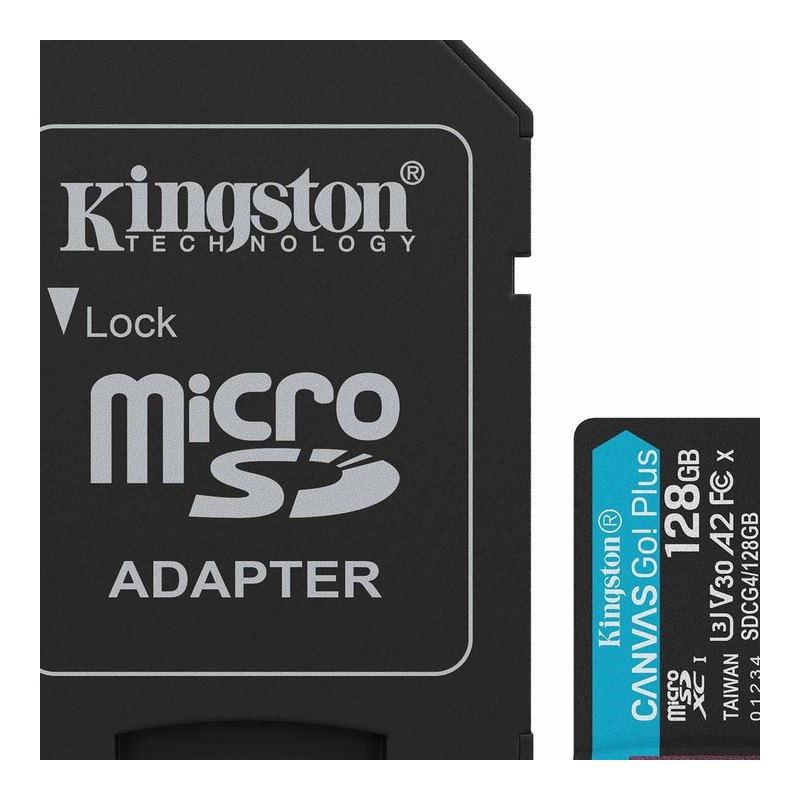 Kingston®
TECHNOLOGY
Lock
micro
SD
ADAPTER
Kingston®
CANVAS Go! Plus
128GB
micro
SD
XC I
U3 V30 A2 FC X
TAIWAN SDCG4/128GB
01234